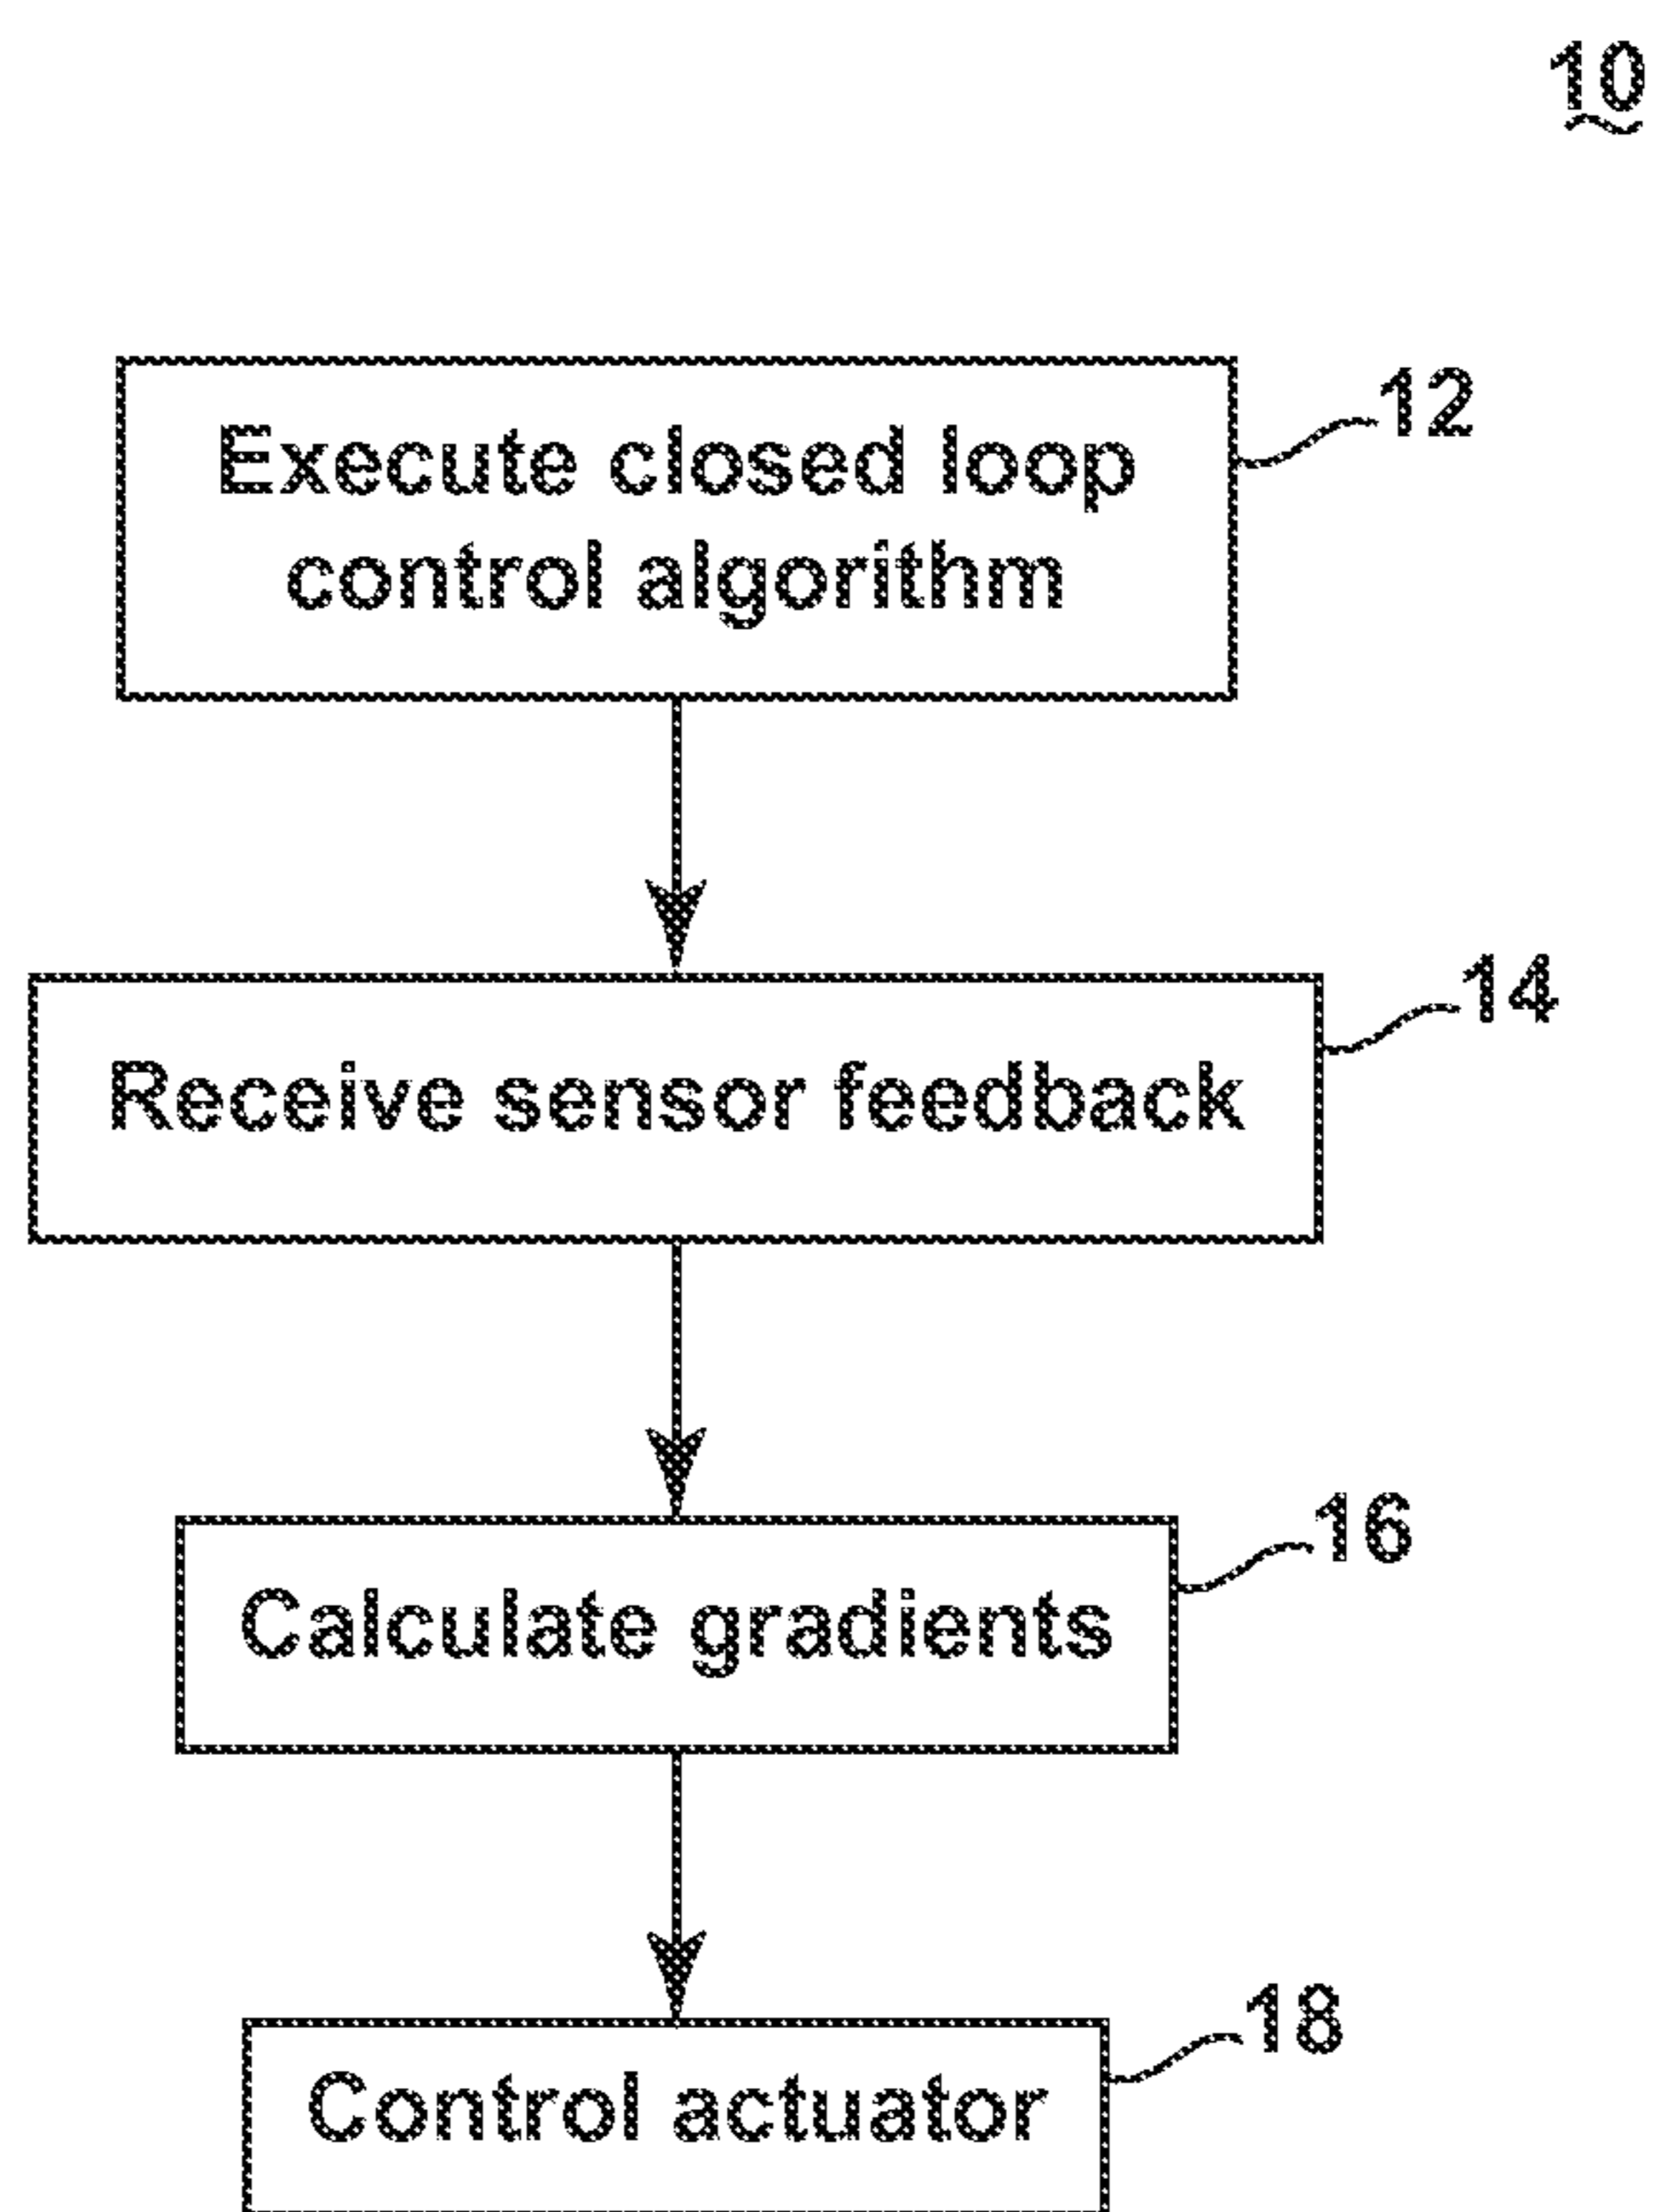 10
Execute closed loop
control algorithm
12
Receive sensor feedback
14
Calculate gradients
16
Control actuator
18